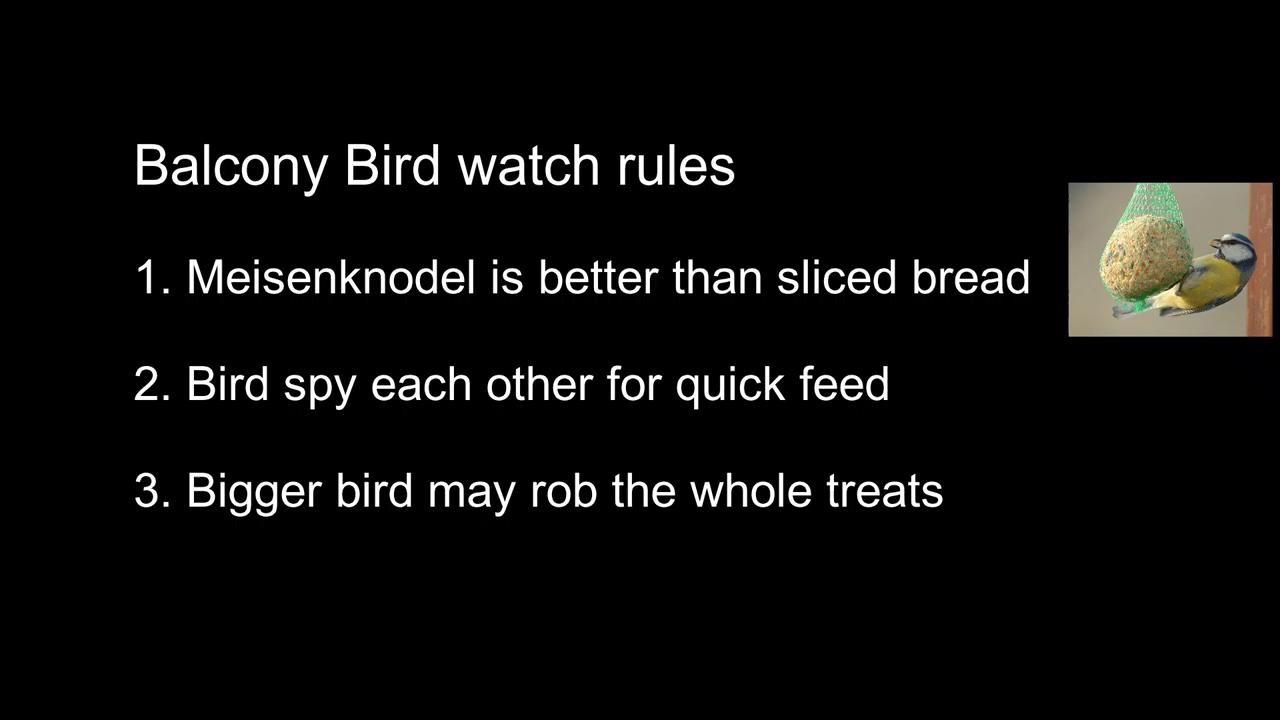 Balcony Bird watch rules
1. Meisenknodel is better than sliced bread
2. Bird spy each other for quick feed
3. Bigger bird may rob the whole treats